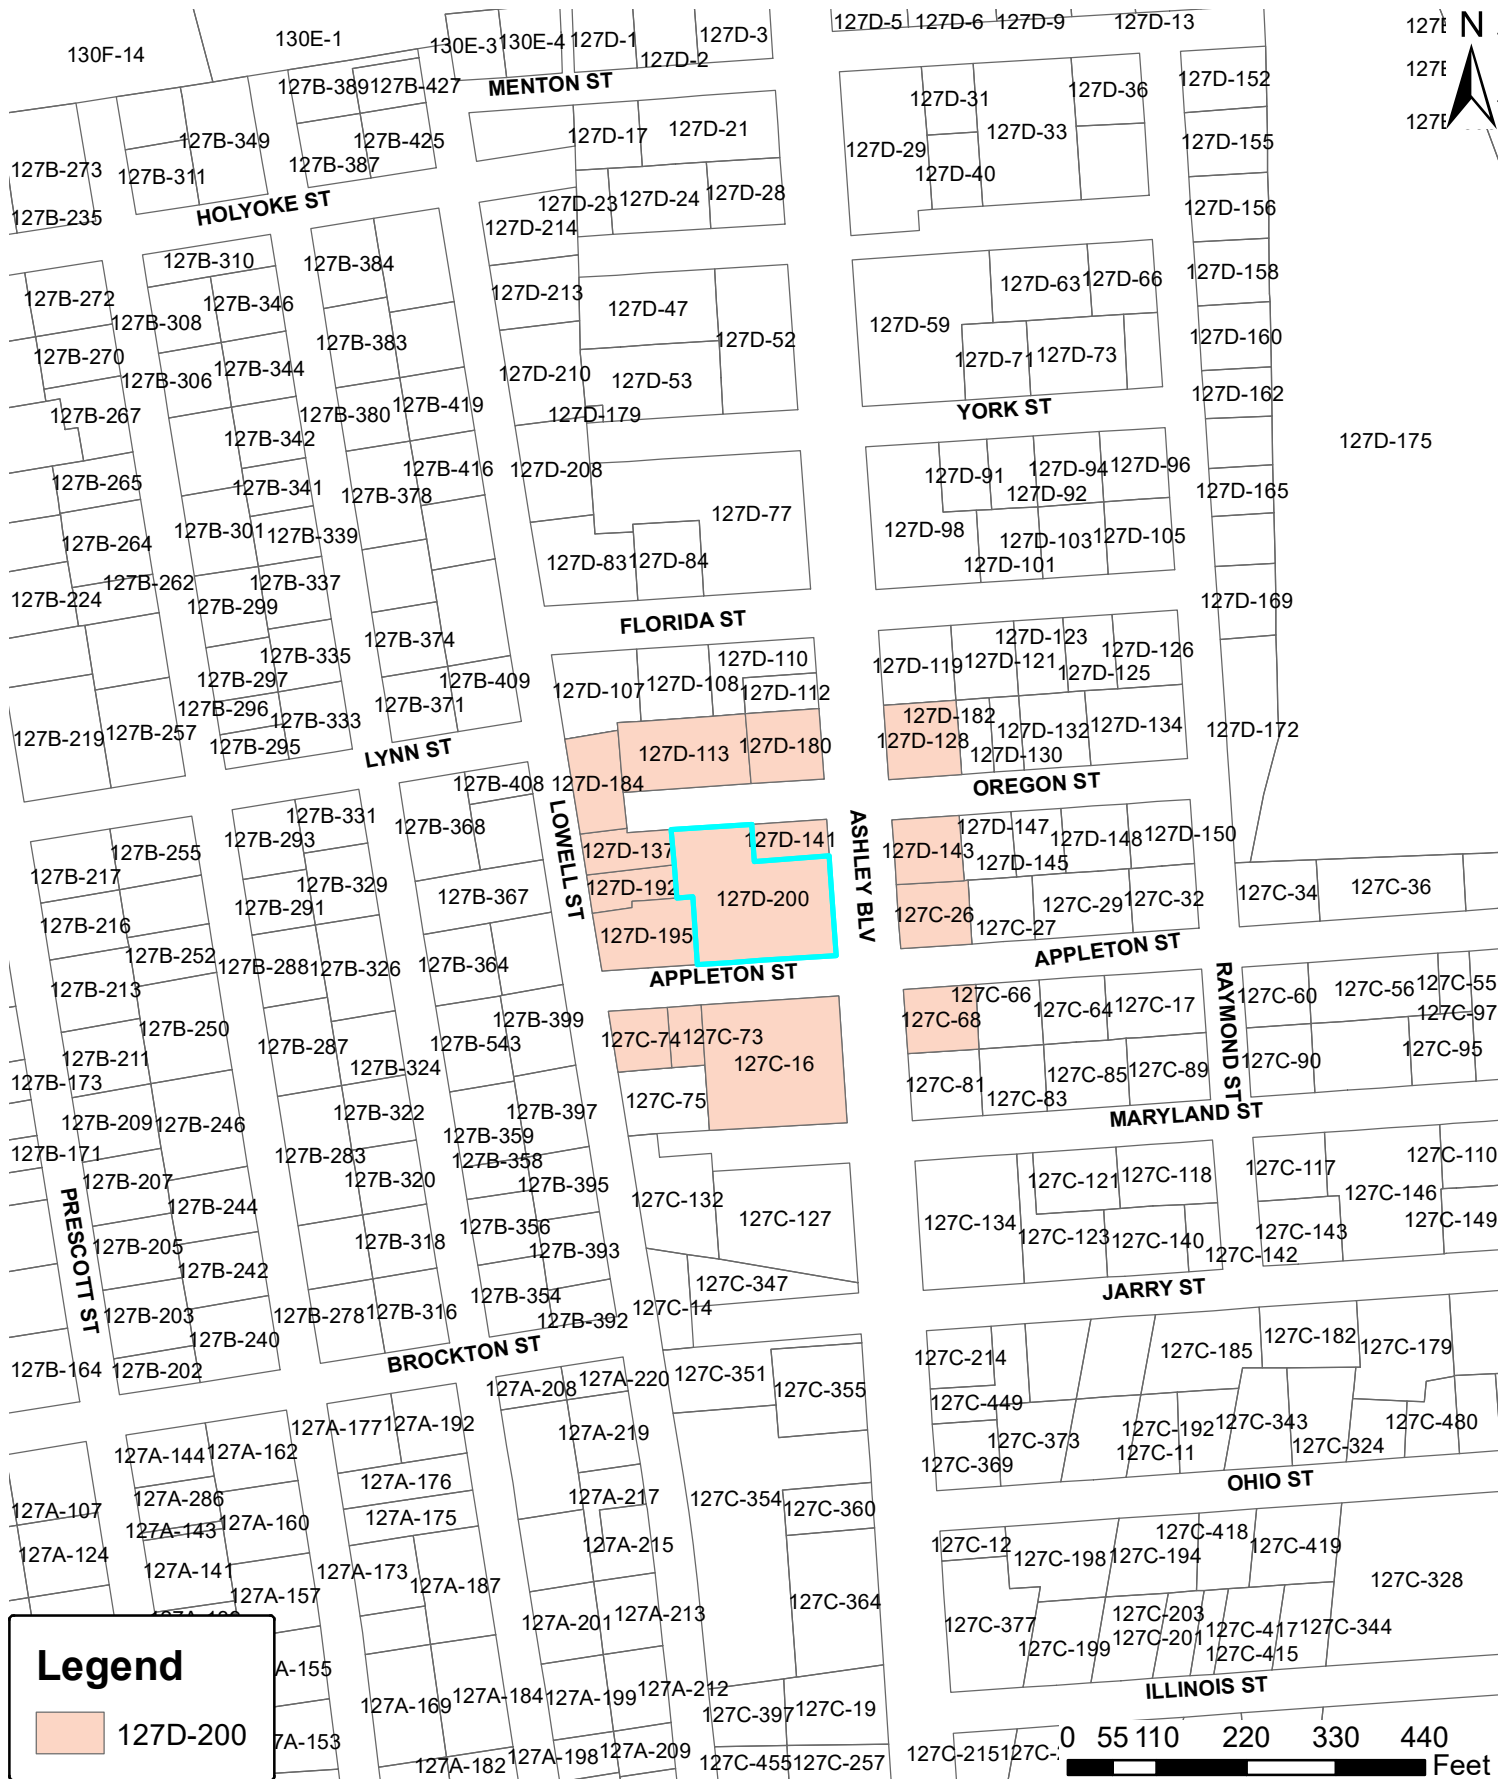 130F-14
130E-1
130E-3
130E-4
127D-1
127D-2
127D-3
127D-5
127D-6
127D-9
127D-13
N
MENTON ST
127B-389
127B-427
127D-31
127D-36
127D-152
127B-349
127B-425
127D-17
127D-21
127D-33
127D-155
127B-273
127B-311
127B-387
127D-29
127D-40
127B-235
HOLYOKE ST
127D-23
127D-24
127D-28
127D-214
127D-156
127B-310
127B-384
127B-272
127B-308
127B-346
127D-213
127D-47
127D-63
127D-66
127D-158
127D-59
127B-270
127B-306
127B-344
127B-383
127D-52
127D-71
127D-73
127D-160
127D-210
127D-53
127B-267
127B-380
127B-419
127D-179
YORK ST
127D-162
127B-342
127D-175
127B-265
127B-341
127B-378
127B-416
127D-208
127D-91
127D-94
127D-96
127D-92
127D-165
127B-264
127B-301
127B-339
127D-77
127D-98
127D-103
127D-105
127D-101
127D-83
127D-84
127B-224
127B-262
127B-299
127B-337
127D-169
FLORIDA ST
127B-374
127B-335
127D-110
127D-123
127D-126
127D-119
127D-121
127D-125
127B-297
127B-409
127D-107
127D-108
127D-112
127B-296
127B-333
127B-371
127D-182
127D-132
127D-134
127D-172
127B-219
127B-257
127B-295
LYNN ST
127D-113
127D-180
127D-128
127D-130
127B-408
127D-184
OREGON ST
127B-331
127B-293
127B-368
LOWELL ST
ASHLEY BLV
127D-147
127D-148
127D-150
127D-141
127B-255
127D-137
127D-143
127D-145
127B-217
127B-329
127B-367
127D-192
127D-200
127C-34
127C-36
127B-291
127C-26
127C-29
127C-32
127C-27
127B-216
127D-195
127B-252
127B-288
127B-326
127B-364
APPLETON ST
APPLETON ST
127B-213
127C-66
127C-64
127C-17
RAYMOND ST
127C-60
127C-56
127C-55
127C-97
127B-250
127B-399
127C-68
127B-287
127B-543
127C-74
127C-73
127B-211
127B-324
127C-16
127C-90
127C-95
127B-173
127C-81
127C-85
127C-89
127C-83
127C-75
127B-209
127B-246
127B-322
127B-397
MARYLAND ST
127B-359
127B-171
127B-283
127B-358
127C-117
127C-110
127B-207
127B-320
127B-395
127C-121
127C-118
127C-146
PRESCOTT ST
127B-244
127C-132
127C-127
127C-134
127C-149
127B-205
127B-318
127B-356
127B-393
127C-123
127C-140
127C-143
127C-142
127B-242
127C-347
JARRY ST
127B-203
127B-278
127B-316
127B-354
127C-14
127B-392
127B-240
127C-182
127C-179
127B-164
127B-202
BROCKTON ST
127C-214
127C-185
127A-208
127A-220
127C-351
127C-355
127C-449
127A-144
127A-162
127A-177
127A-192
127A-219
127C-373
127C-192
127C-343
127C-480
127C-11
127C-324
127A-176
127C-369
OHIO ST
127A-107
127A-286
127A-217
127C-354
127C-360
127A-143
127A-160
127A-175
127A-124
127A-215
127C-12
127C-418
127C-419
127C-198
127C-194
127A-141
127A-173
127A-187
127C-328
127A-157
127A-201
127A-213
127C-364
127C-377
127C-203
127C-417
127C-344
127C-201
127C-199
127C-415
Legend
127D-200
127A-169
127A-184
127A-199
127A-212
127C-397
127C-19
ILLINOIS ST
127A-182
127A-198
127A-209
127C-455
127C-257
127C-215
0 55 110 220 330 440
Feet